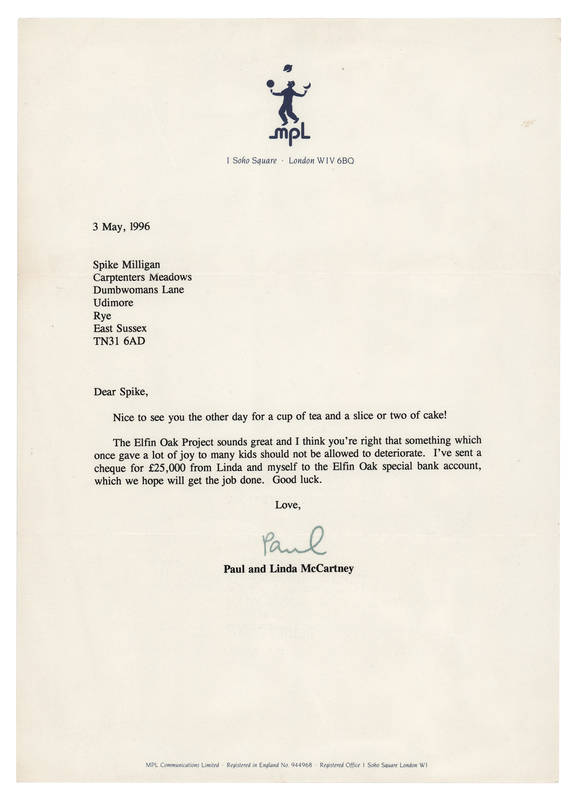 mpl
1 Soho Square · London W1V 6BQ
3 May, 1996
Spike Milligan
Carptenters Meadows
Dumbwomans Lane
Udimore
Rye
East Sussex
TN31 6AD
Dear Spike,
Nice to see you the other day for a cup of tea and a slice or two of cake!
The Elfin Oak Project sounds great and I think you're right that something which
once gave a lot of joy to many kids should not be allowed to deteriorate. I've sent a
cheque for £25,000 from Linda and myself to the Elfin Oak special bank account,
which we hope will get the job done. Good luck.
Love,
Paul
Paul and Linda McCartney
MPL Communications Limited · Registered in England No. 944968 · Registered Office 1 Soho Square London W1